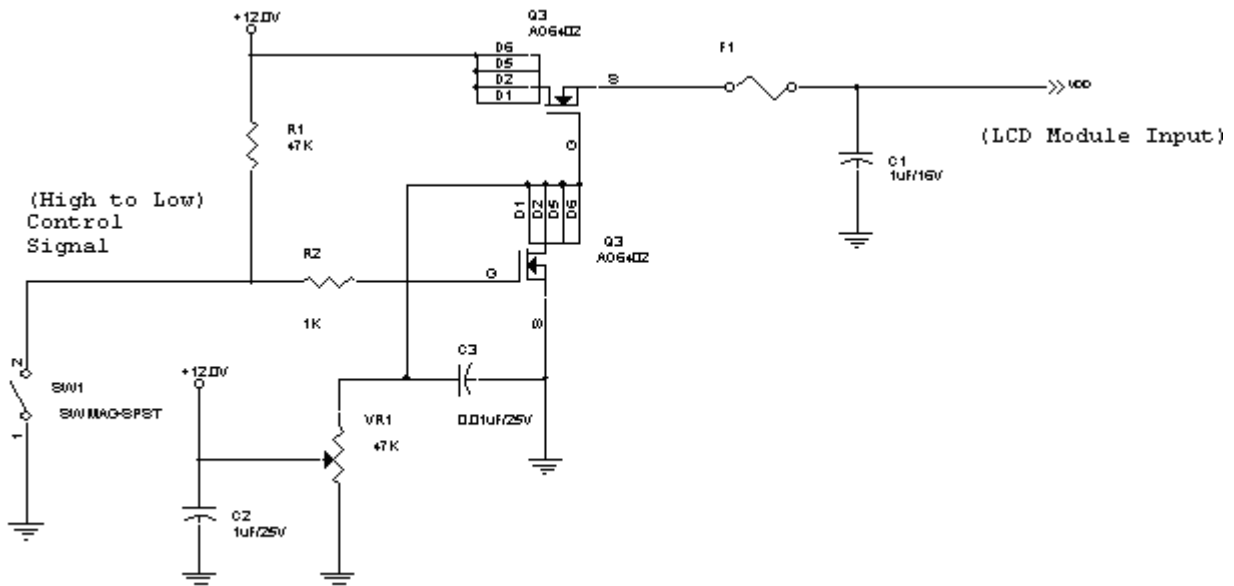 +12.0V
Q3
AO6402
D6
D5
D2
D1
S
F1
VDD
(LCD Module Input)
R1
47K
G
C1
1uF/16V
(High to Low)
Control
Signal
D1
D2
D5
D6
Q3
AO6402
R2
G
1K
S
C3
+12.0V
2
SW1
SW MAG-SPST
0.01uF/25V
VR1
47K
1
C2
1uF/25V